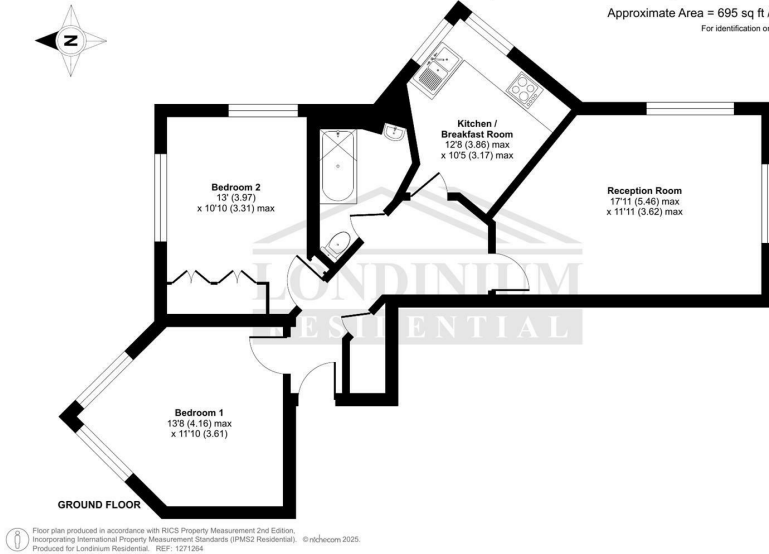 Approximate Area = 695 sq ft /
For identification
N
Kitchen /
Breakfast Room
12'8 (3.86) max
x 10'5 (3.17) max
Bedroom 2
13' (3.97)
x 10'10 (3.31) max
Reception Room
17'11 (5.46) max
x 11'11 (3.62) max
LONDINIUM
RESIDENTIAL
Bedroom 1
13'8 (4.16) max
x 11'10 (3.61)
GROUND FLOOR
Floor plan produced in accordance with RICS Property Measurement 2nd Edition,
Incorporating International Property Measurement Standards (IPMS2 Residential). ©nichecom 2025.
Produced for Londinium Residential. REF: 1271264